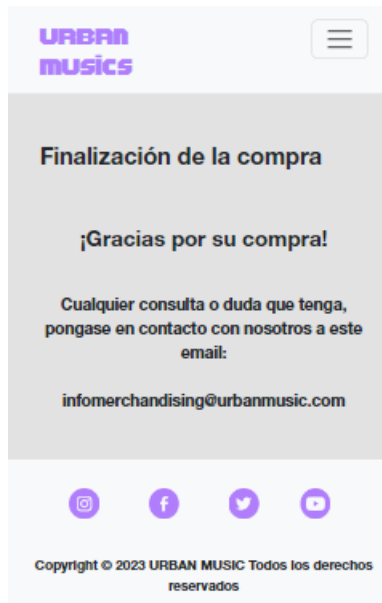 URBAN
musics
Finalización de la compra
¡Gracias por su compra!
Cualquier consulta o duda que tenga,
pongase en contacto con nosotros a este
email:
infomerchandising@urbanmusic.com
Copyright © 2023 URBAN MUSIC Todos los derechos
reservados